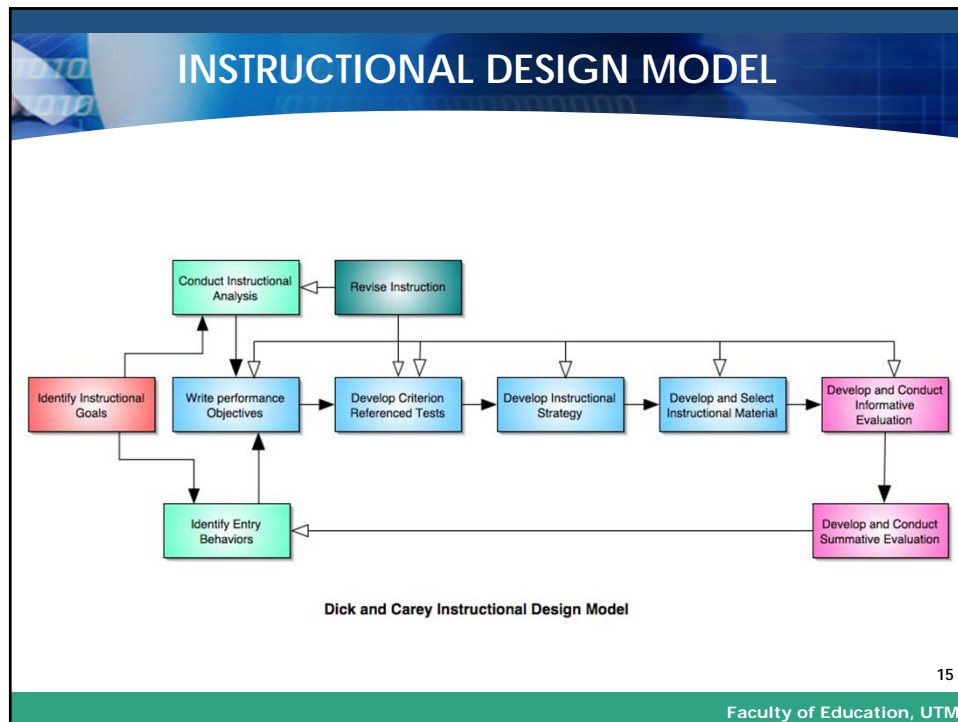 INSTRUCTIONAL DESIGN MODEL
Conduct Instructional
Analysis
Revise Instruction
Identify Instructional
Goals
Write performance
Objectives
Develop Criterion
Referenced Tests
Develop Instructional
Strategy
Develop and Select
Instructional Material
Develop and Conduct
Informative
Evaluation
Identify Entry
Behaviors
Develop and Conduct
Summative Evaluation
Dick and Carey Instructional Design Model
15
Faculty of Education, UTM